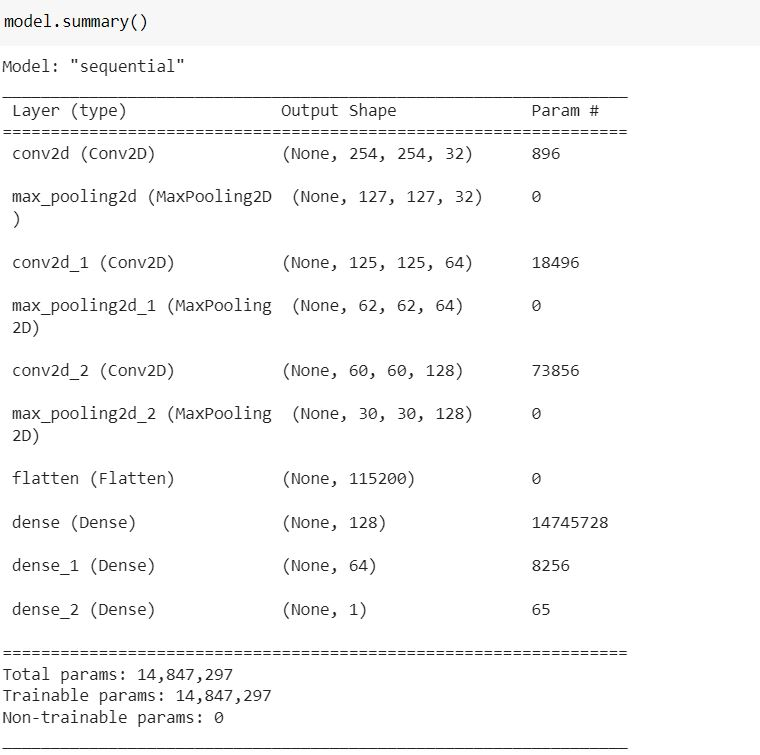 model.summary()
Model: "sequential"
Layer (type) Output Shape Param #
conv2d (Conv2D) (None, 254, 254, 32) 896
max_pooling2d (MaxPooling2D (None, 127, 127, 32) 0
)
conv2d_1 (Conv2D) (None, 125, 125, 64) 18496
max_pooling2d_1 (MaxPooling (None, 62, 62, 64) 0
2D)
conv2d_2 (Conv2D) (None, 60, 60, 128) 73856
max_pooling2d_2 (MaxPooling (None, 30, 30, 128) 0
2D)
flatten (Flatten) (None, 115200) 0
dense (Dense) (None, 128) 14745728
dense_1 (Dense) (None, 64) 8256
dense_2 (Dense) (None, 1) 65
Total params: 14,847,297
Trainable params: 14,847,297
Non-trainable params: 0